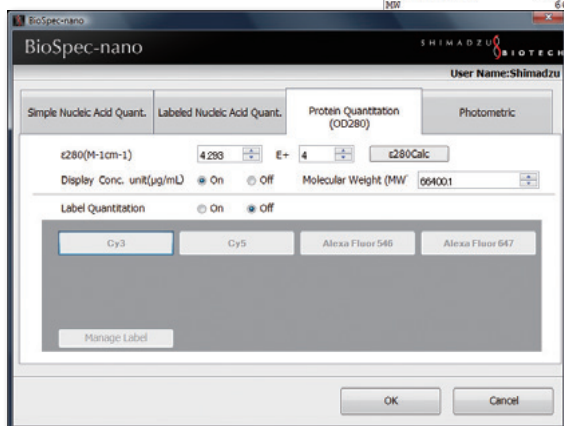 MW 6
BioSpec-nano
BioSpec-nano SHIMADZU BIOTECH
User Name:Shimadzu
Simple Nucleic Acid Quant. Labeled Nucleic Acid Quant. Protein Quantitation (OD280) Photometric
ε280(M-1cm-1) 4.293 E+ 4 ε280Calc
Display Conc. unit(μg/mL) On Off Molecular Weight (MW 66400.1
Label Quantitation On Off
Cy3 Cy5 Alexa Fluor 546 Alexa Fluor 647
Manage Label
OK Cancel